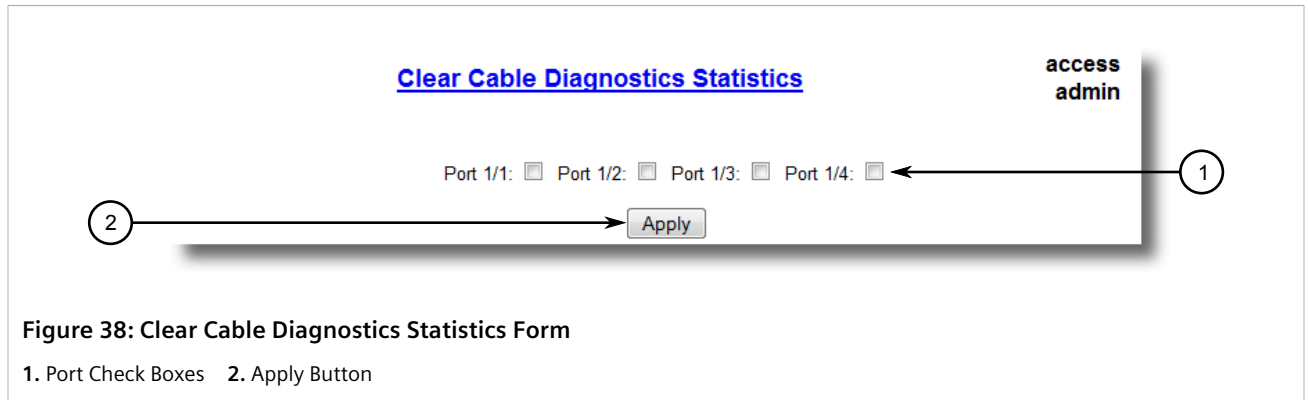 Clear Cable Diagnostics Statistics
access
admin
Port 1/1: Port 1/2: Port 1/3: Port 1/4:
1
2
Apply
Figure 38: Clear Cable Diagnostics Statistics Form
1. Port Check Boxes 2. Apply Button